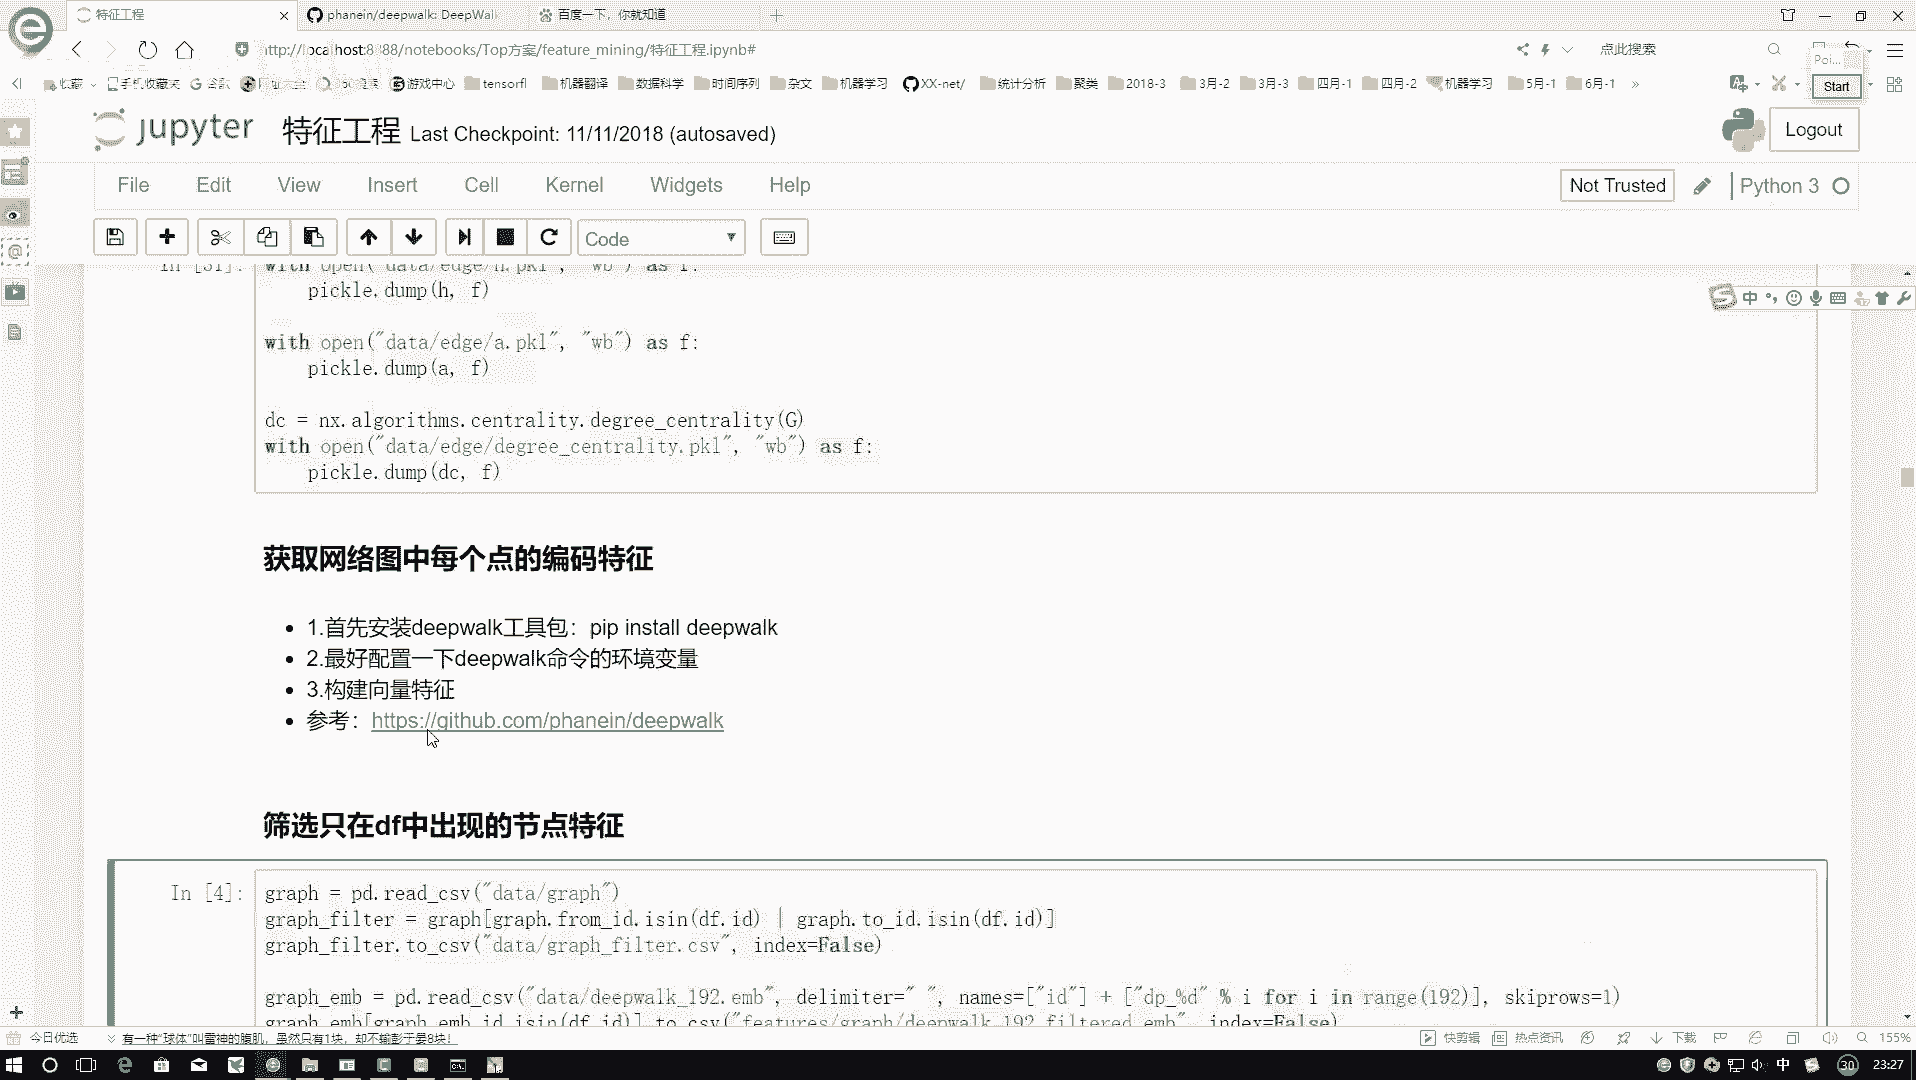 特征工程
phanein/deepwalk: DeepWalk
百度一下，你就知道
http://localhost:8888/notebooks/Top方案/feature_mining/特征工程.ipynb#
点此搜索
收藏
手机收藏夹
游戏中心
tensorfl
机器翻译
数据科学
时间序列
杂文
机器学习
XX-net/
统计分析
聚类
2018-3
3月-2
3月-3
四月-1
四月-2
机器学习
5月-1
6月-1
»
Poi...
Start
jupyter
特征工程 Last Checkpoint: 11/11/2018 (autosaved)
Logout
File Edit View Insert Cell Kernel Widgets Help
Not Trusted
Python 3
Code
中
In [31]:
with open("data/edge/h.pkl", "wb") as f:
pickle.dump(h, f)
with open("data/edge/a.pkl", "wb") as f:
pickle.dump(a, f)
dc = nx.algorithms.centrality.degree_centrality(G)
with open("data/edge/degree_centrality.pkl", "wb") as f:
pickle.dump(dc, f)
获取网络图中每个点的编码特征
1.首先安装deepwalk工具包：pip install deepwalk
2.最好配置一下deepwalk命令的环境变量
3.构建向量特征
参考：https://github.com/phanein/deepwalk
筛选只在df中出现的节点特征
In [4]:
graph = pd.read_csv("data/graph")
graph_filter = graph[graph.from_id.isin(df.id) | graph.to_id.isin(df.id)]
graph_filter.to_csv("data/graph_filter.csv", index=False)
graph_emb = pd.read_csv("data/deepwalk_192.emb", delimiter=" ", names=["id"] + ["dp_%d" % i for i in range(192)], skiprows=1)
graph_emb[graph_emb.id.isin(df.id)].to_csv("features/graph/deepwalk_192_filtered.emb", index=False)
今日优选
有一种“球体”叫雷神的腹肌，虽然只有1块，却不输彭于晏8块！
快剪辑
热点资讯
下载
155%
中
30
23:27